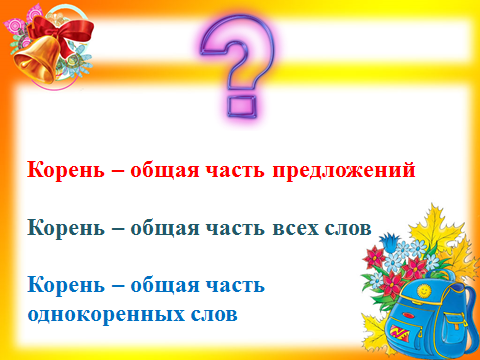 ?
Корень – общая часть предложений
Корень – общая часть всех слов
Корень – общая часть
однокоренных слов